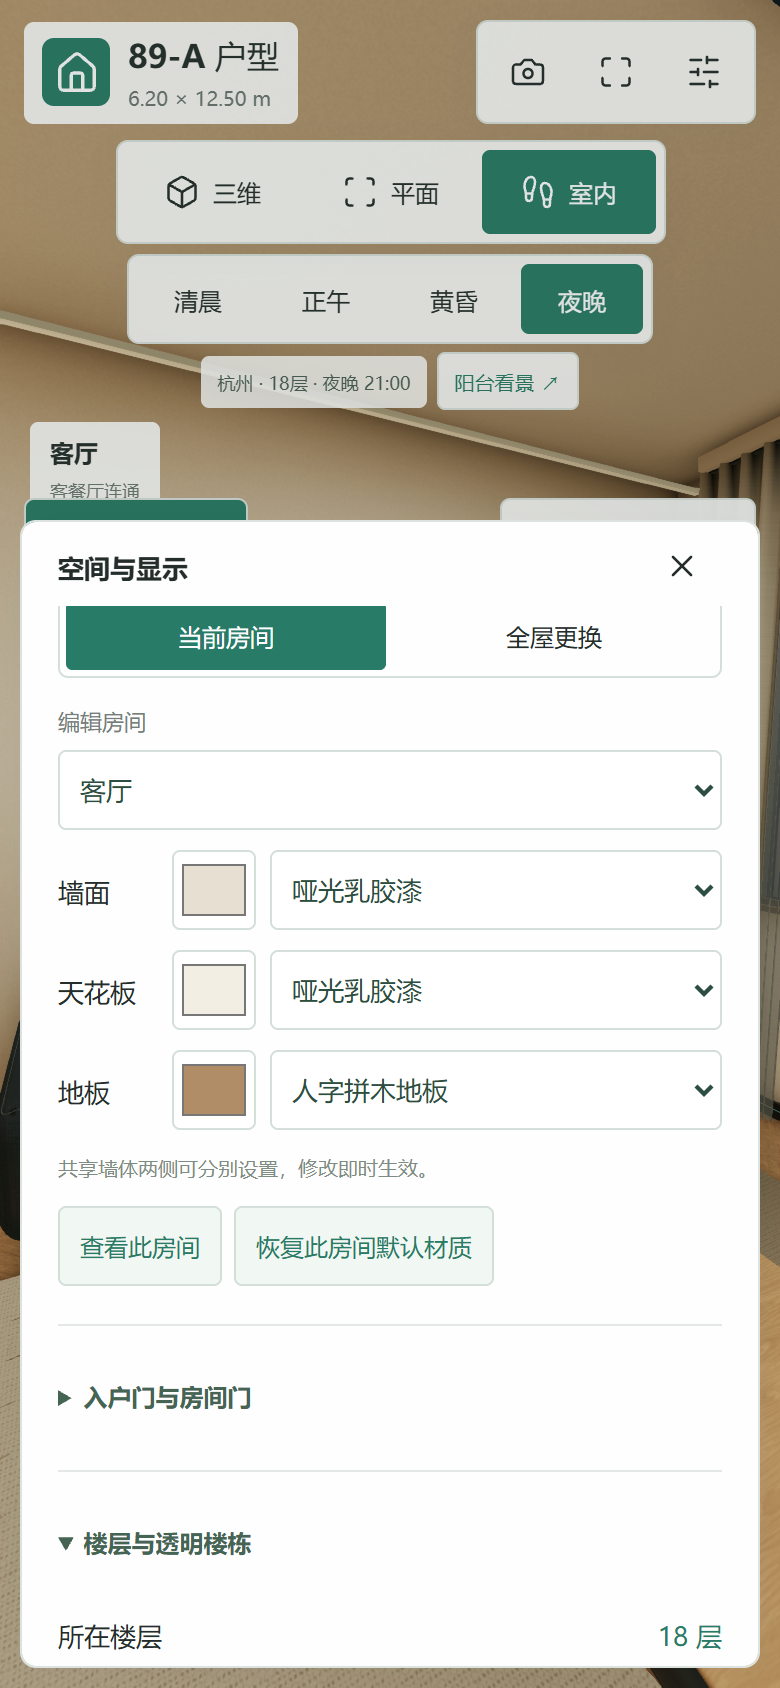 89-A 户型
6.20 × 12.50 m
三维
平面
室内
清晨
正午
黄昏
夜晚
杭州 · 18层 · 夜晚 21:00
阳台看景 ↗
客厅
客餐厅连通
空间与显示
当前房间
全屋更换
编辑房间
客厅
墙面
哑光乳胶漆
天花板
哑光乳胶漆
地板
人字拼木地板
共享墙体两侧可分别设置，修改即时生效。
查看此房间
恢复此房间默认材质
入户门与房间门
楼层与透明楼栋
所在楼层
18 层